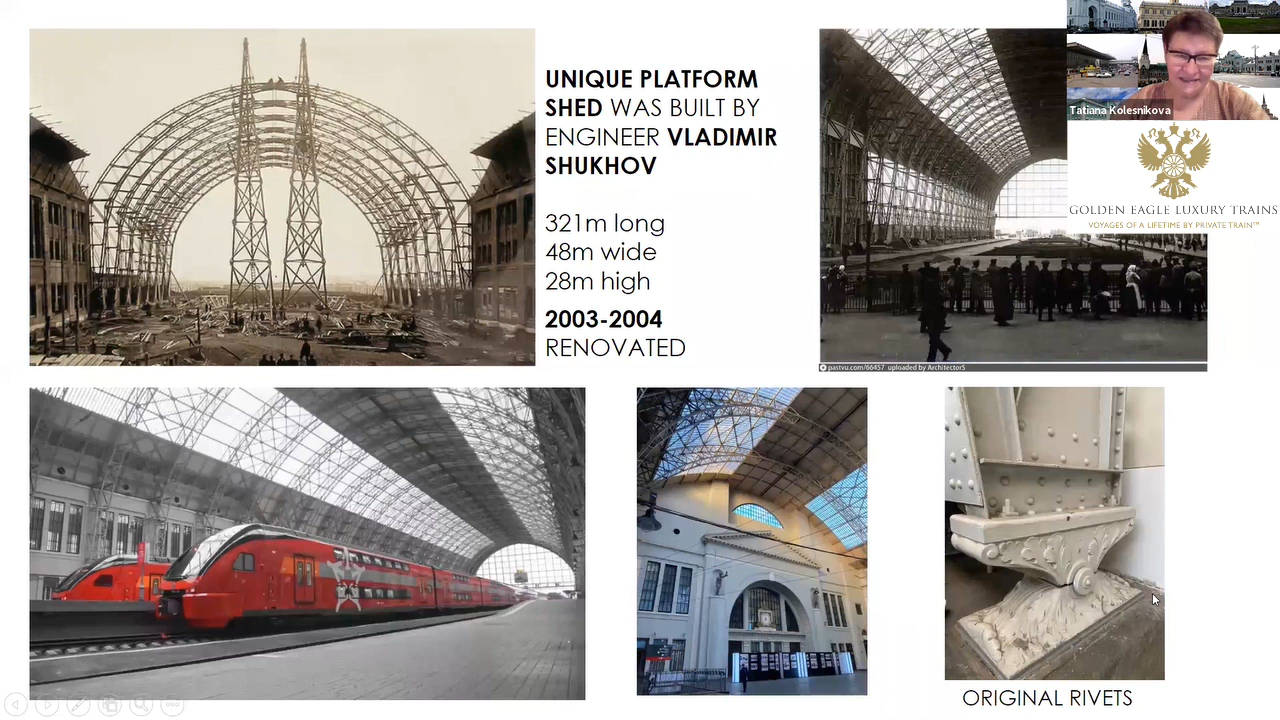 UNIQUE PLATFORM
SHED WAS BUILT BY
ENGINEER VLADIMIR
SHUKHOV
321m long
48m wide
28m high
2003-2004
RENOVATED
Tatiana Kolesnikova
GOLDEN EAGLE LUXURY TRAINS
VOYAGES OF A LIFETIME BY PRIVATE TRAIN™
pastvu.com/66457 uploaded by ArchitectorS
ORIGINAL RIVETS